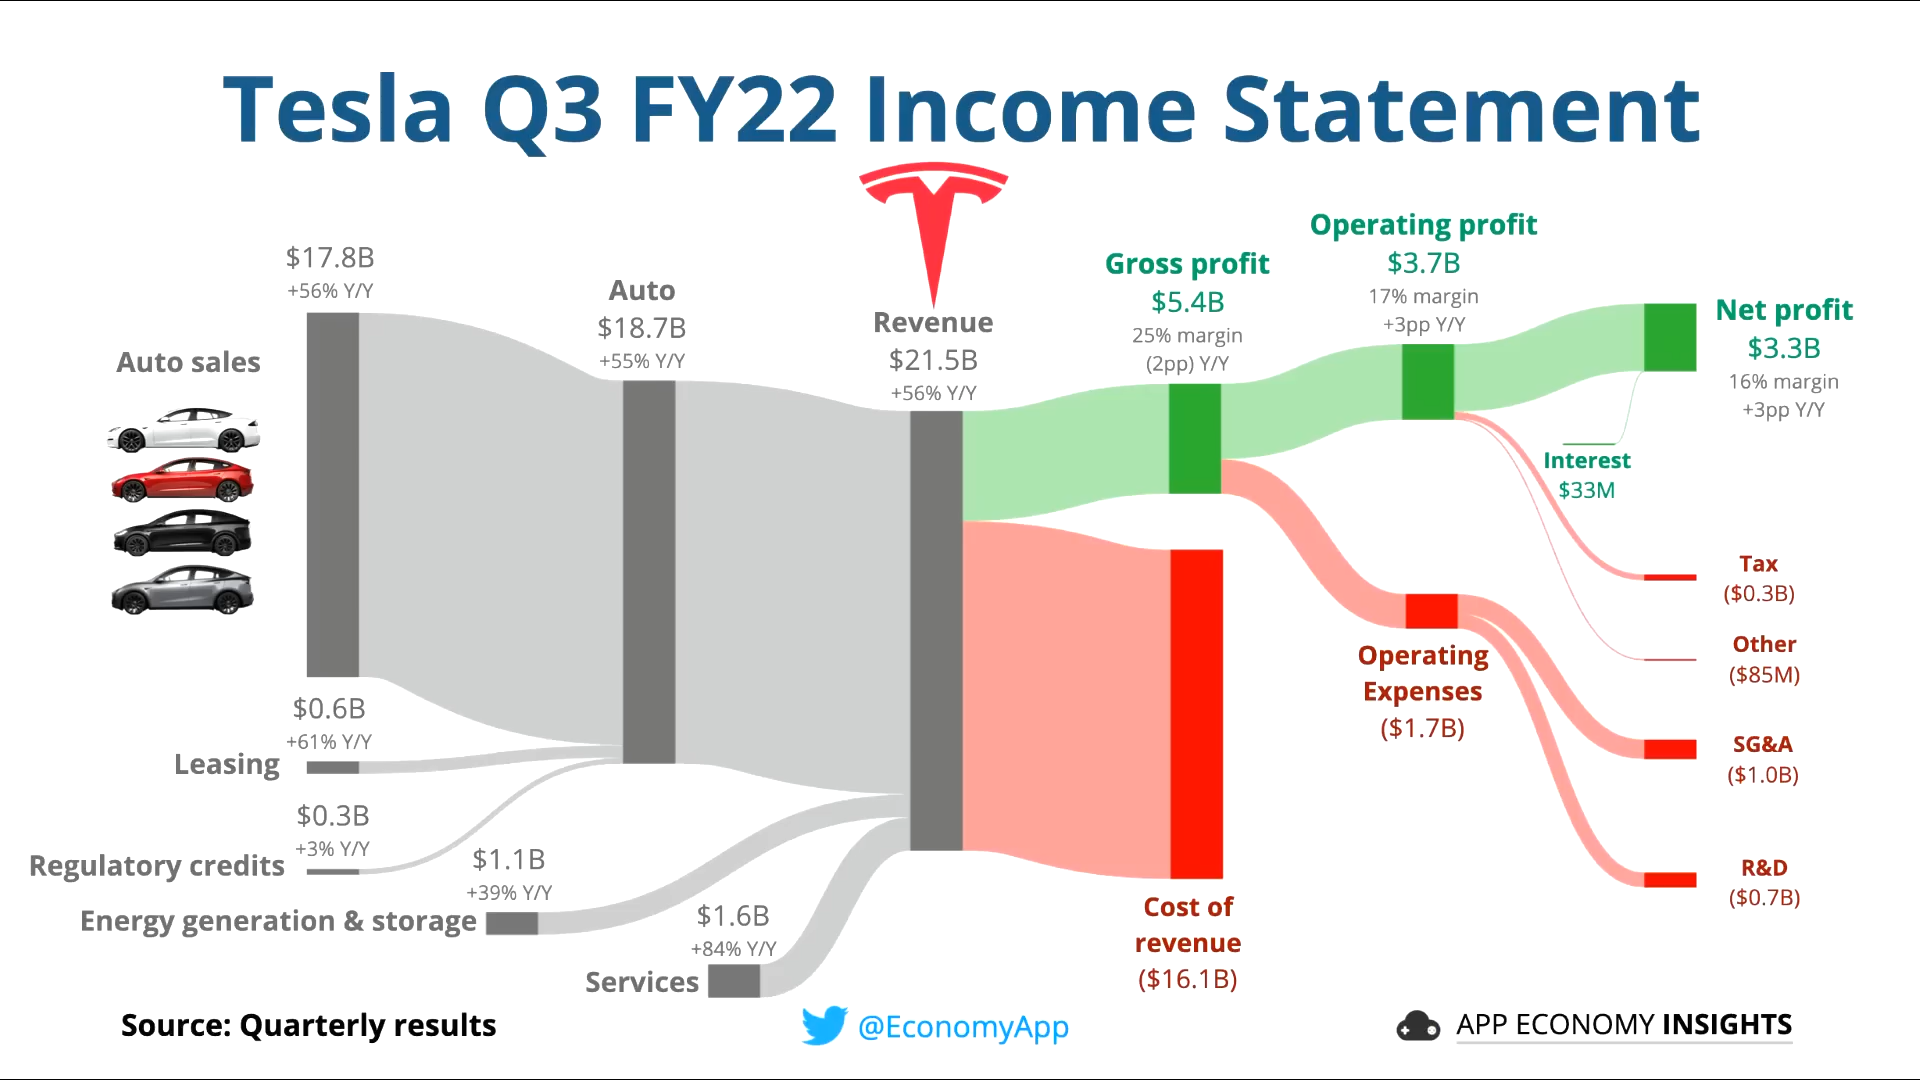 Tesla Q3 FY22 Income Statement
$17.8B
+56% Y/Y
Auto sales
$0.6B
+61% Y/Y
Leasing
$0.3B
+3% Y/Y
Regulatory credits
$1.1B
+39% Y/Y
Energy generation & storage
$1.6B
+84% Y/Y
Services
Auto
$18.7B
+55% Y/Y
Revenue
$21.5B
+56% Y/Y
Gross profit
$5.4B
25% margin
(2pp) Y/Y
Cost of
revenue
($16.1B)
Operating profit
$3.7B
17% margin
+3pp Y/Y
Operating
Expenses
($1.7B)
Net profit
$3.3B
16% margin
+3pp Y/Y
Interest
$33M
Tax
($0.3B)
Other
($85M)
SG&A
($1.0B)
R&D
($0.7B)
Source: Quarterly results
@EconomyApp
APP ECONOMY INSIGHTS